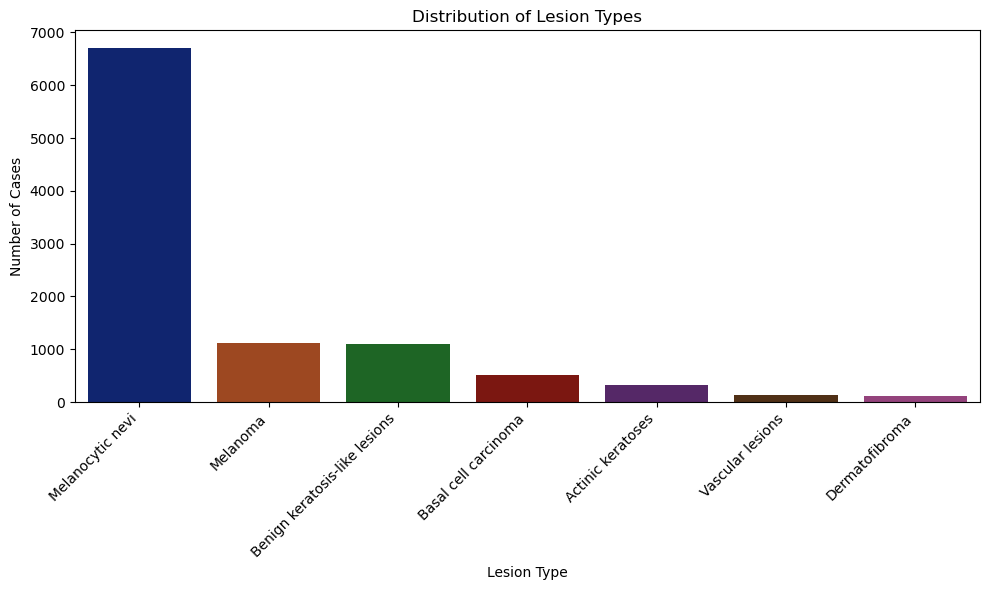 Distribution of Lesion Types
Number of Cases
7000
6000
5000
4000
3000
2000
1000
0
Melanocytic nevi
Melanoma
Benign keratosis-like lesions
Basal cell carcinoma
Actinic keratoses
Vascular lesions
Dermatofibroma
Lesion Type